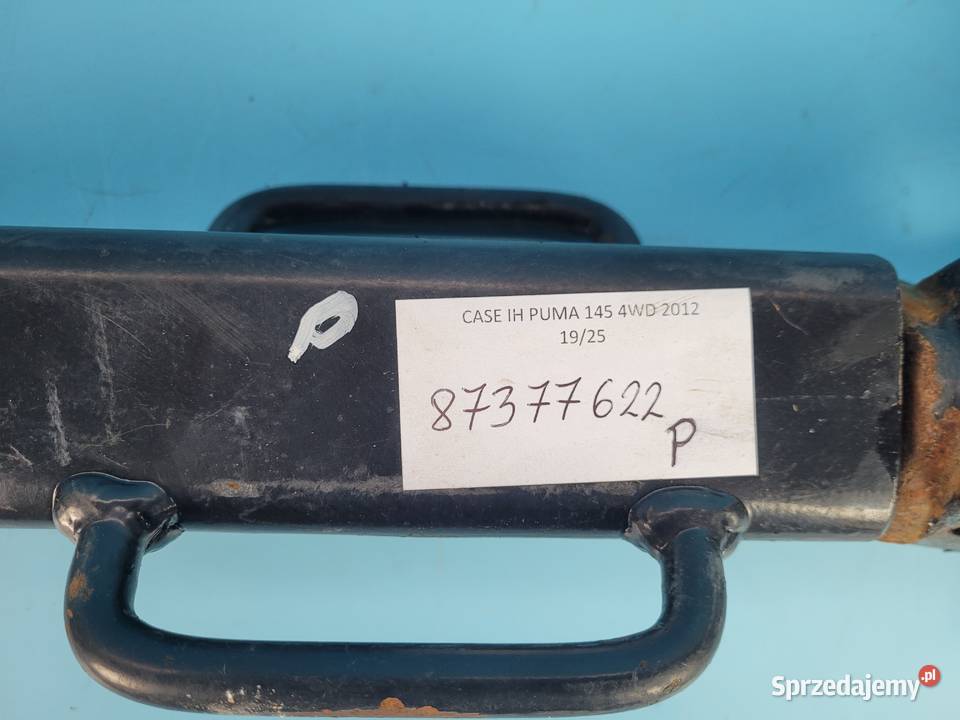 P
CASE IH PUMA 145 4WD 2012
19/25
87377622
P
Sprzedajemy.pl